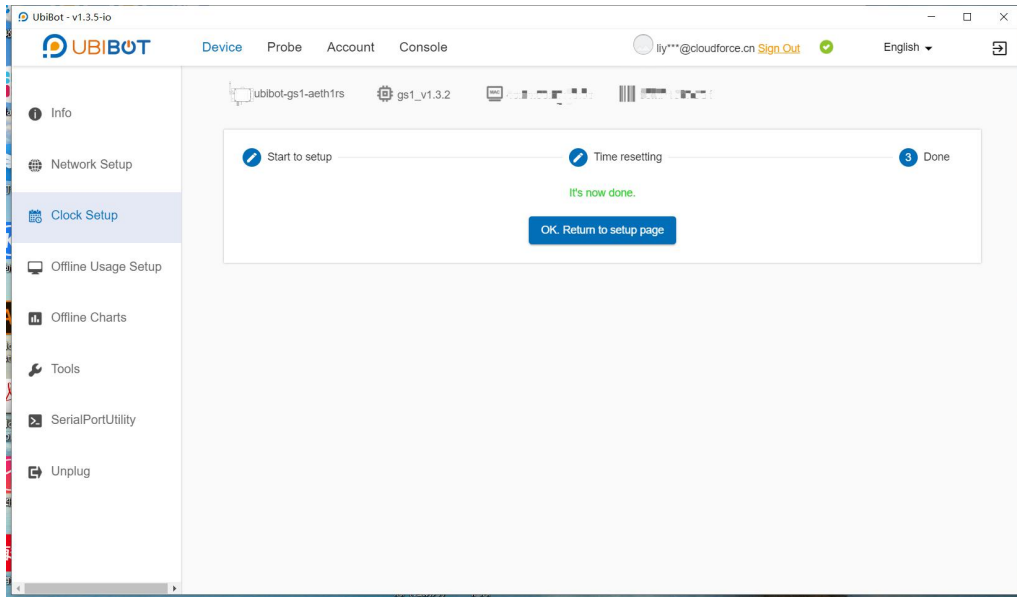 UbiBot - v1.3.5-io
UBIBOT Device Probe Account Console liy***@cloudforce.cn Sign Out English
ubibot-gs1-aeth1rs gs1_v1.3.2 MAC
Info
Network Setup
Clock Setup
Offline Usage Setup
Offline Charts
Tools
SerialPortUtility
Unplug
Start to setup Time resetting 3 Done
It's now done.
OK. Return to setup page